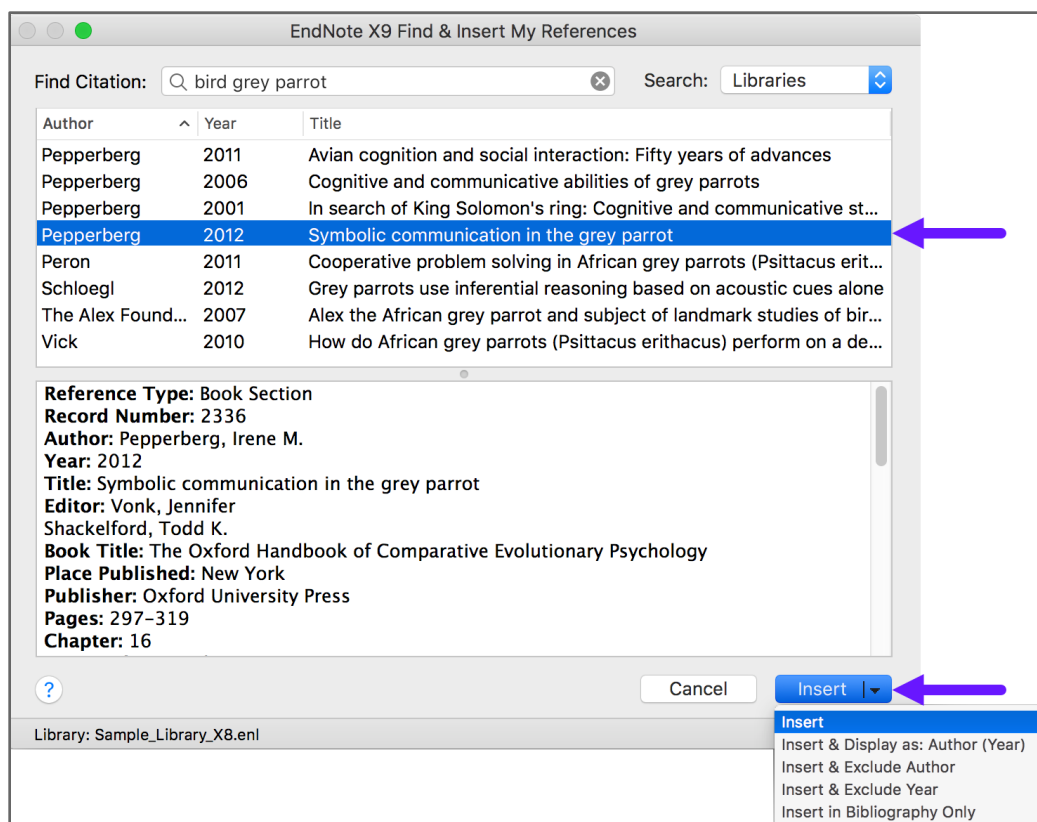 EndNote X9 Find & Insert My References
Find Citation: bird grey parrot Search: Libraries
Author Year Title
Pepperberg 2011 Avian cognition and social interaction: Fifty years of advances
Pepperberg 2006 Cognitive and communicative abilities of grey parrots
Pepperberg 2001 In search of King Solomon's ring: Cognitive and communicative st...
Pepperberg 2012 Symbolic communication in the grey parrot
Peron 2011 Cooperative problem solving in African grey parrots (Psittacus erit...
Schloegl 2012 Grey parrots use inferential reasoning based on acoustic cues alone
The Alex Found... 2007 Alex the African grey parrot and subject of landmark studies of bir...
Vick 2010 How do African grey parrots (Psittacus erithacus) perform on a de...
Reference Type: Book Section
Record Number: 2336
Author: Pepperberg, Irene M.
Year: 2012
Title: Symbolic communication in the grey parrot
Editor: Vonk, Jennifer
Shackelford, Todd K.
Book Title: The Oxford Handbook of Comparative Evolutionary Psychology
Place Published: New York
Publisher: Oxford University Press
Pages: 297-319
Chapter: 16
? Cancel Insert
Library: Sample_Library_X8.enl
Insert
Insert & Display as: Author (Year)
Insert & Exclude Author
Insert & Exclude Year
Insert in Bibliography Only